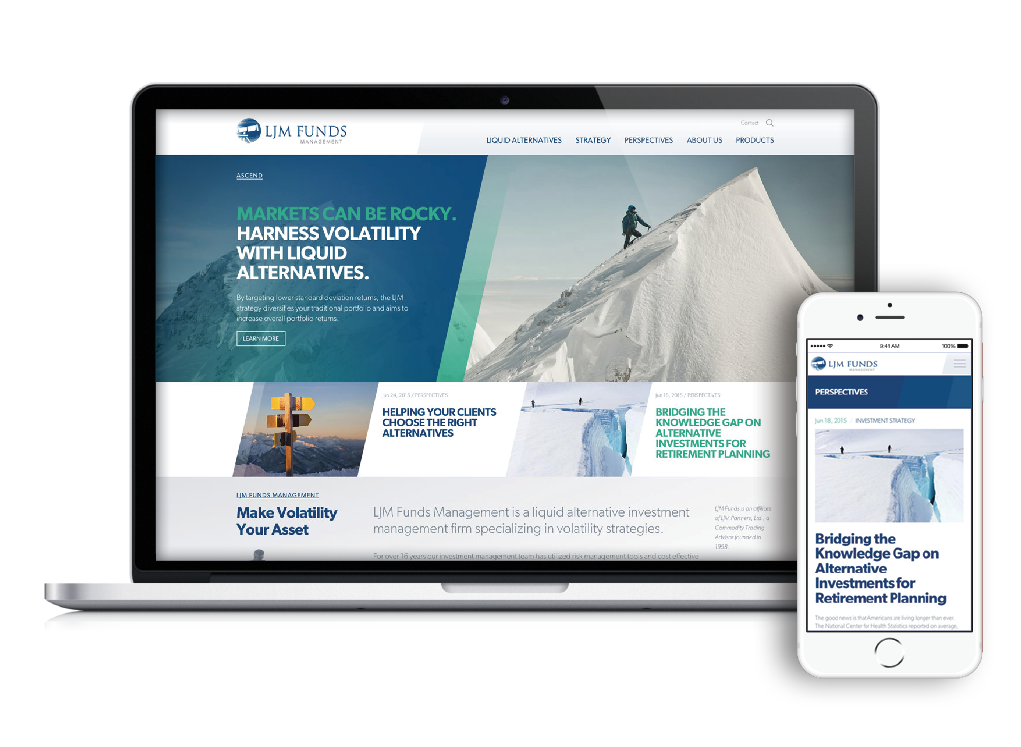 LJM FUNDS
MANAGEMENT
Contact
LIQUID ALTERNATIVES STRATEGY PERSPECTIVES ABOUT US PRODUCTS
ASCEND
MARKETS CAN BE ROCKY.
HARNESS VOLATILITY
WITH LIQUID
ALTERNATIVES.
By targeting lower standard deviation returns, the LJM
strategy diversifies your traditional portfolio and aims to
increase overall portfolio returns.
LEARN MORE
2015 / PERSPECTIVES
HELPING YOUR CLIENTS
CHOOSE THE RIGHT
ALTERNATIVES
2015 / PERSPECTIVES
BRIDGING THE
KNOWLEDGE GAP ON
ALTERNATIVE
INVESTMENTS FOR
RETIREMENT PLANNING
LJM FUNDS MANAGEMENT
Make Volatility
Your Asset
LJM Funds Management is a liquid alternative investment
management firm specializing in volatility strategies.
LJM Funds is an affiliate
of LJM Partners, Ltd., a
Commodity Trading
Advisor founded in
1998.
For over 16 years our investment management team has utilized risk management tools and cost effective
9:41 AM 100%
LJM FUNDS
MANAGEMENT
PERSPECTIVES
Jun 18, 2015 / INVESTMENT STRATEGY
Bridging the
Knowledge Gap on
Alternative
Investments for
Retirement Planning
The good news is that Americans are living longer than ever.
The National Center for Health Statistics reported on average,